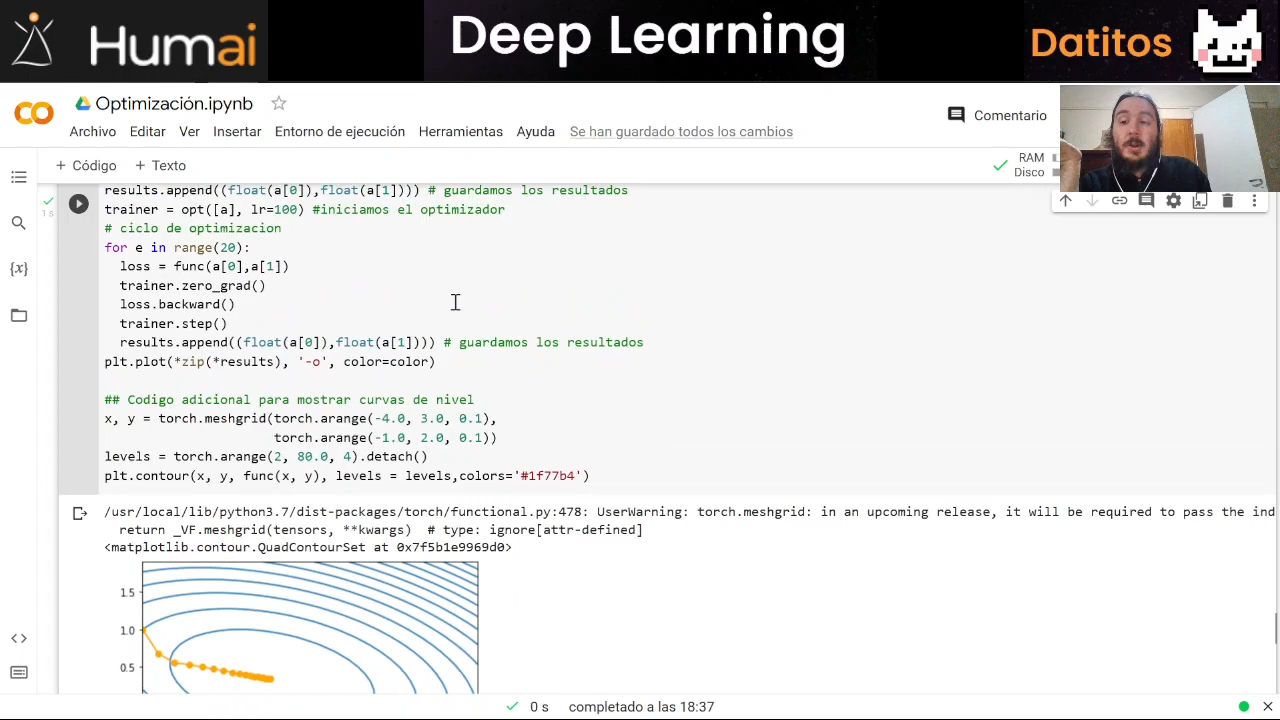 Humai
Deep Learning
Datitos
Optimización.ipynb
Archivo Editar Ver Insertar Entorno de ejecución Herramientas Ayuda Se han guardado todos los cambios
Comentario
+ Código + Texto
RAM
Disco
1s
results.append((float(a[0]),float(a[1]))) # guardamos los resultados
trainer = opt([a], lr=100) #iniciamos el optimizador
# ciclo de optimizacion
for e in range(20):
loss = func(a[0],a[1])
trainer.zero_grad()
loss.backward()
trainer.step()
results.append((float(a[0]),float(a[1]))) # guardamos los resultados
plt.plot(*zip(*results), '-o', color=color)
## Codigo adicional para mostrar curvas de nivel
x, y = torch.meshgrid(torch.arange(-4.0, 3.0, 0.1),
torch.arange(-1.0, 2.0, 0.1))
levels = torch.arange(2, 80.0, 4).detach()
plt.contour(x, y, func(x, y), levels = levels,colors='#1f77b4')
/usr/local/lib/python3.7/dist-packages/torch/functional.py:478: UserWarning: torch.meshgrid: in an upcoming release, it will be required to pass the ind
return _VF.meshgrid(tensors, **kwargs) # type: ignore[attr-defined]
<matplotlib.contour.QuadContourSet at 0x7f5b1e9969d0>
1.5
1.0
0.5
0 s completado a las 18:37